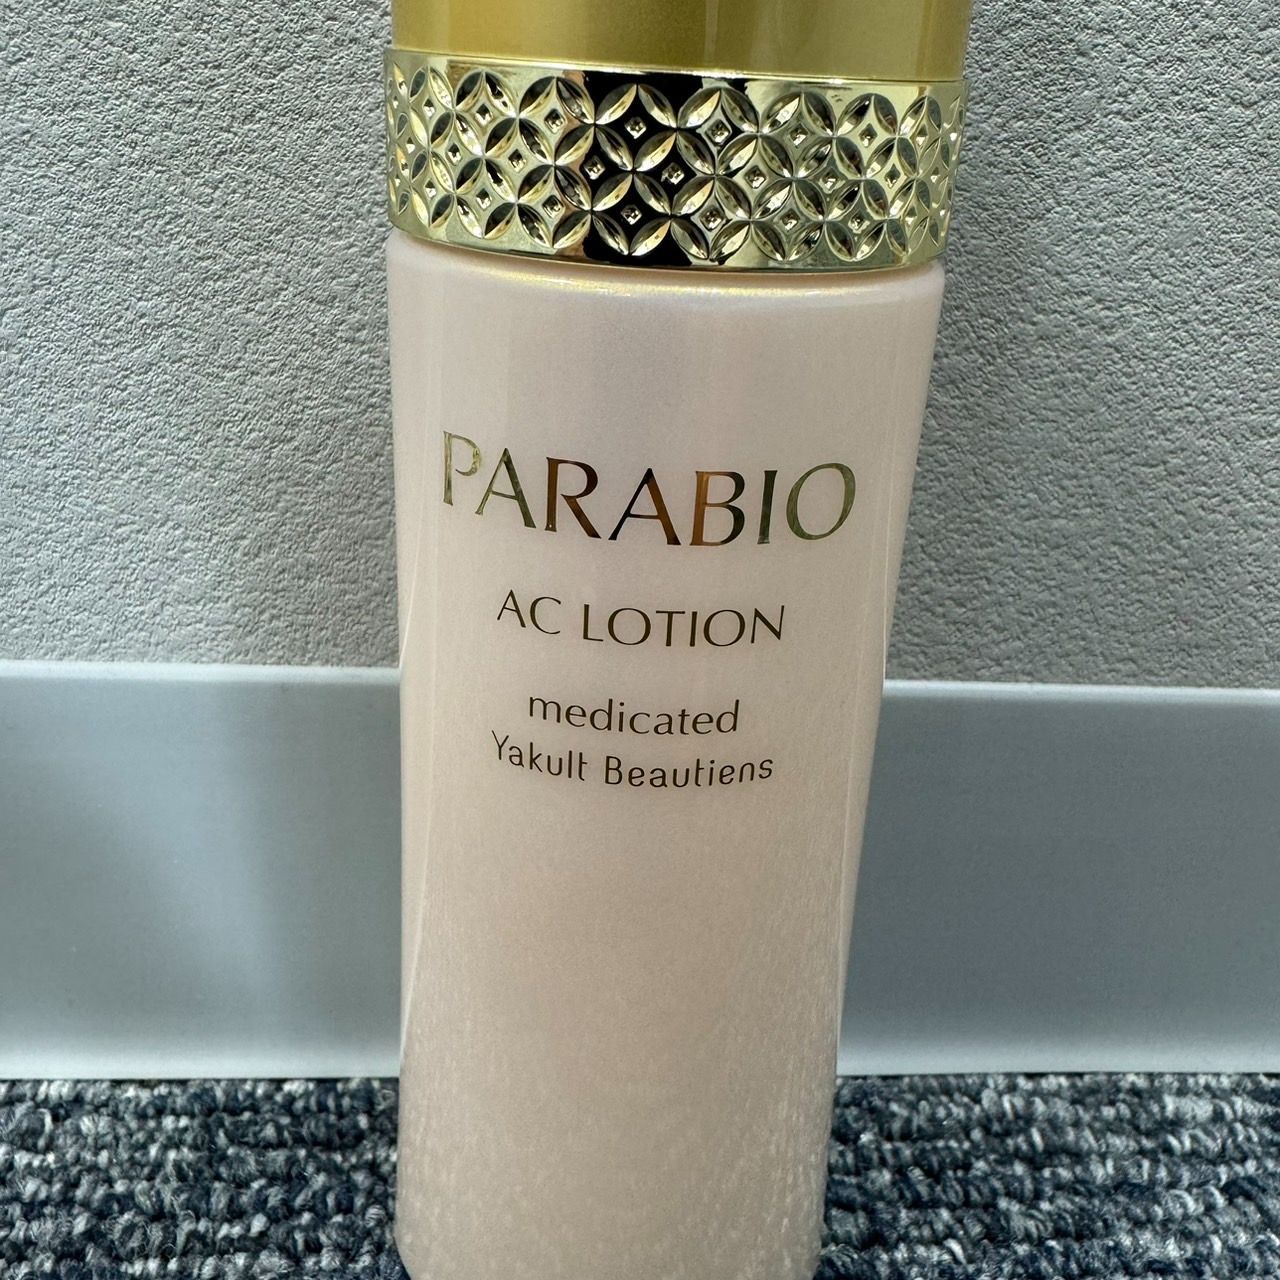 PARABIO
AC LOTION
medicated
Yakult Beautiens